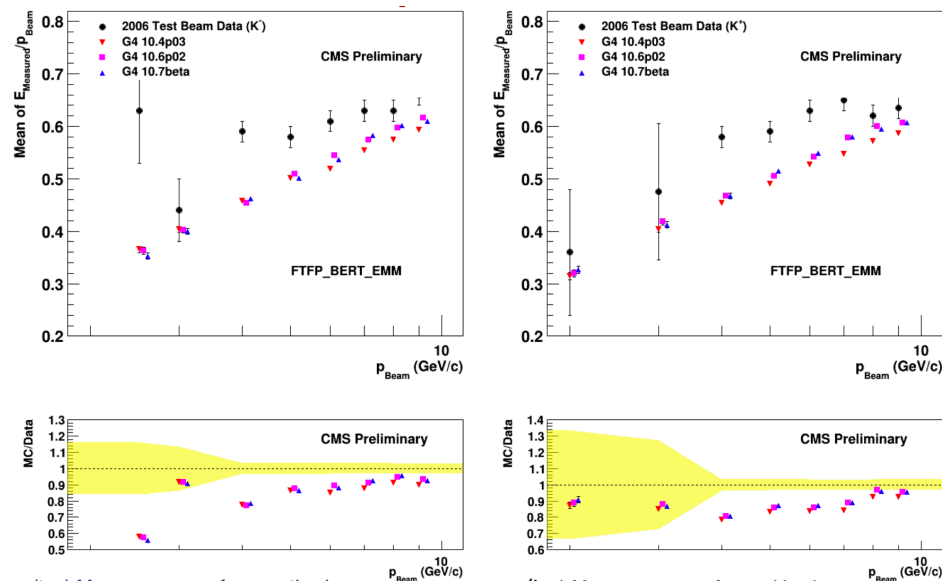 0.8
0.7
0.6
0.5
0.4
0.3
0.2
Mean of E_Measured/p_Beam
2006 Test Beam Data (K-)
G4 10.4p03
G4 10.6p02
G4 10.7beta
CMS Preliminary
FTFP_BERT_EMM
10
p_Beam (GeV/c)
0.8
0.7
0.6
0.5
0.4
0.3
0.2
Mean of E_Measured/p_Beam
2006 Test Beam Data (K+)
G4 10.4p03
G4 10.6p02
G4 10.7beta
CMS Preliminary
FTFP_BERT_EMM
10
p_Beam (GeV/c)
1.3
1.2
1.1
1
0.9
0.8
0.7
0.6
0.5
MC/Data
CMS Preliminary
10
p_Beam (GeV/c)
1.4
1.3
1.2
1.1
1
0.9
0.8
0.7
0.6
0.5
MC/Data
CMS Preliminary
10
p_Beam (GeV/c)